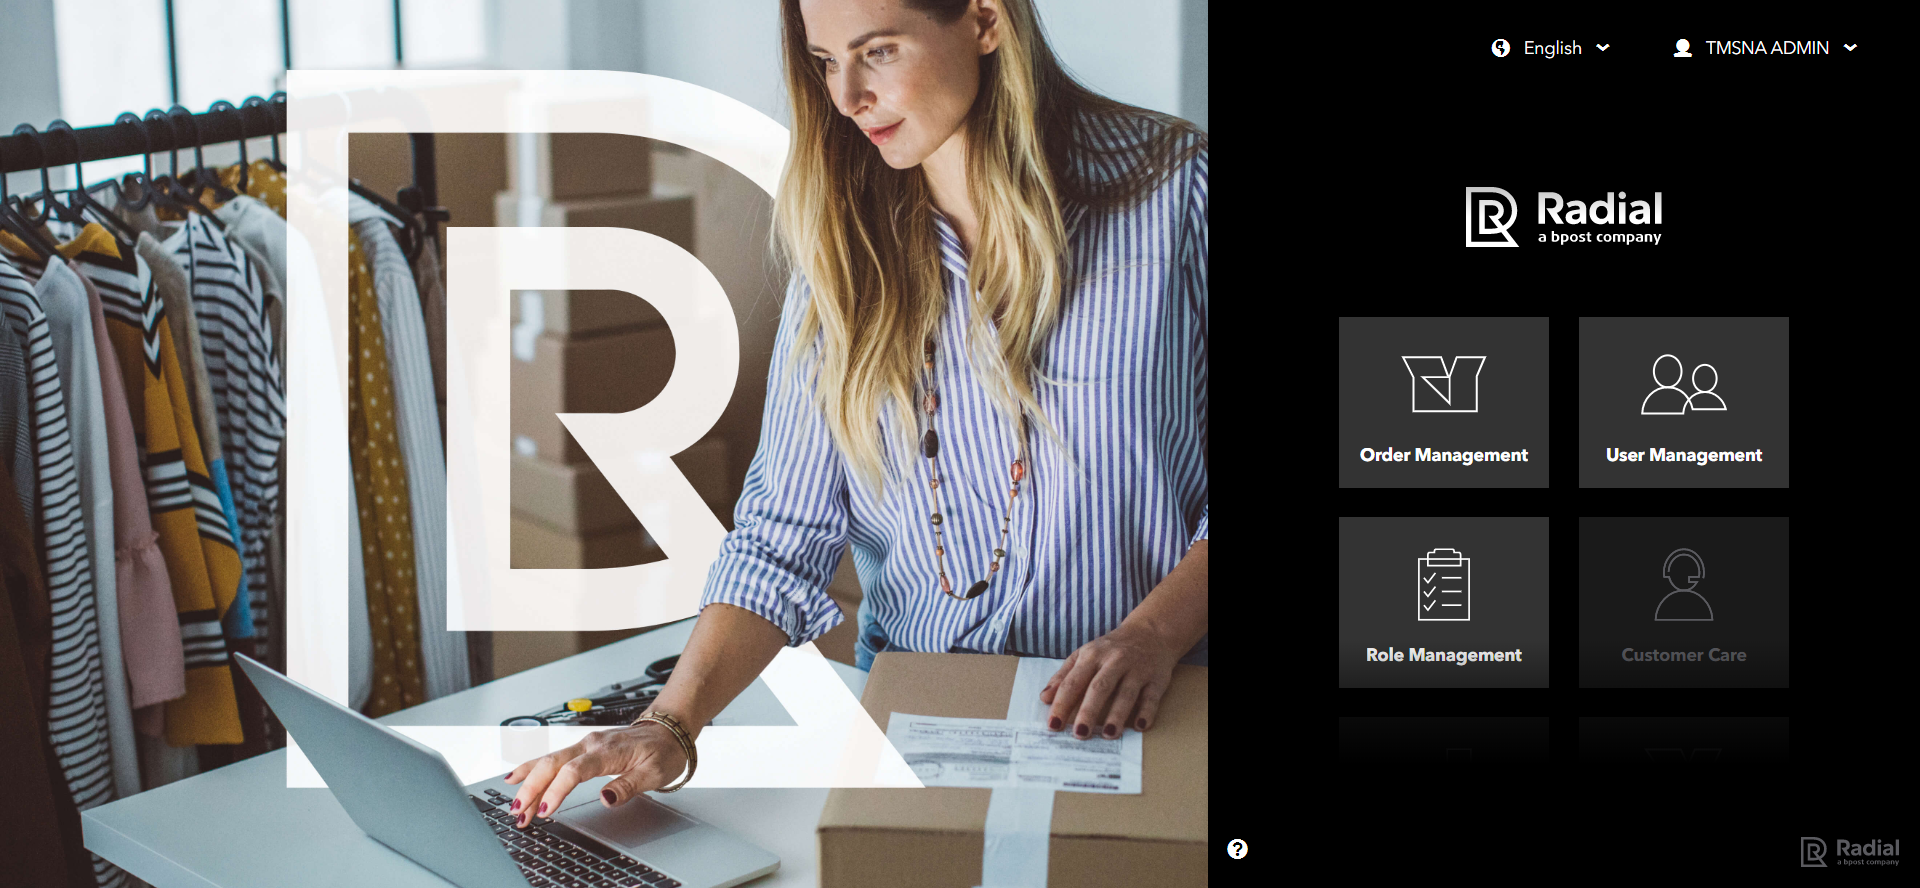 English
TMSNA ADMIN
Radial
a bpost company
Order Management
User Management
Role Management
Customer Care
?
Radial
a bpost company